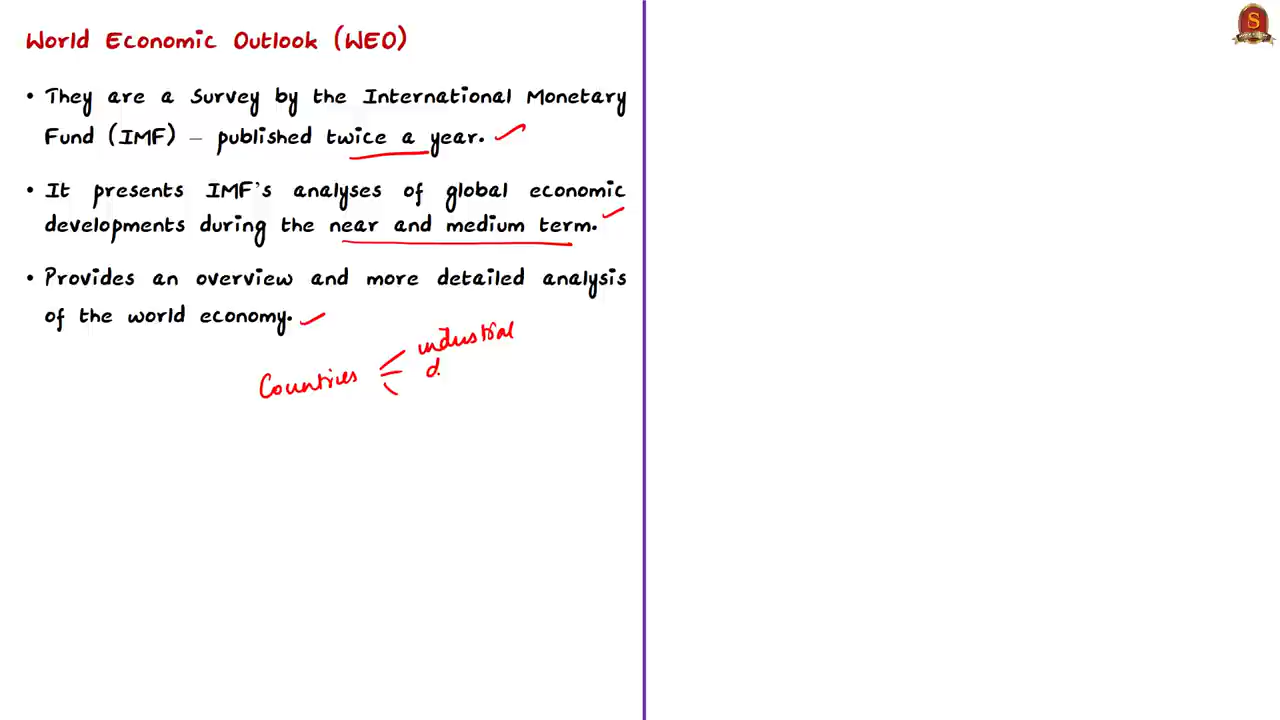 World Economic Outlook (WEO)
• They are a Survey by the International Monetary
Fund (IMF) – published twice a year.
• It presents IMF's analyses of global economic
developments during the near and medium term.
• Provides an overview and more detailed analysis
of the world economy.
industrial
d
Countries
S